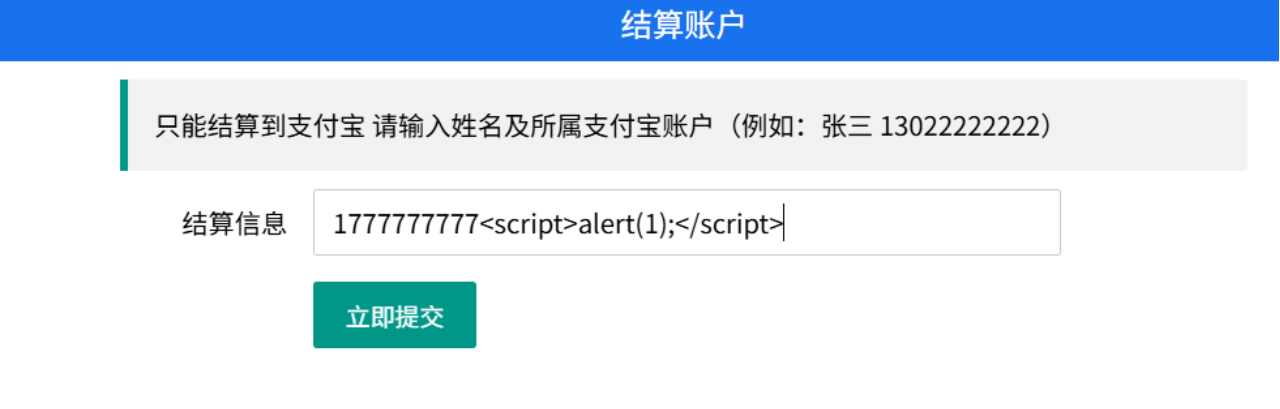 结算账户
只能结算到支付宝 请输入姓名及所属支付宝账户（例如：张三 13022222222）
结算信息 1777777777<script>alert(1);</script>
立即提交